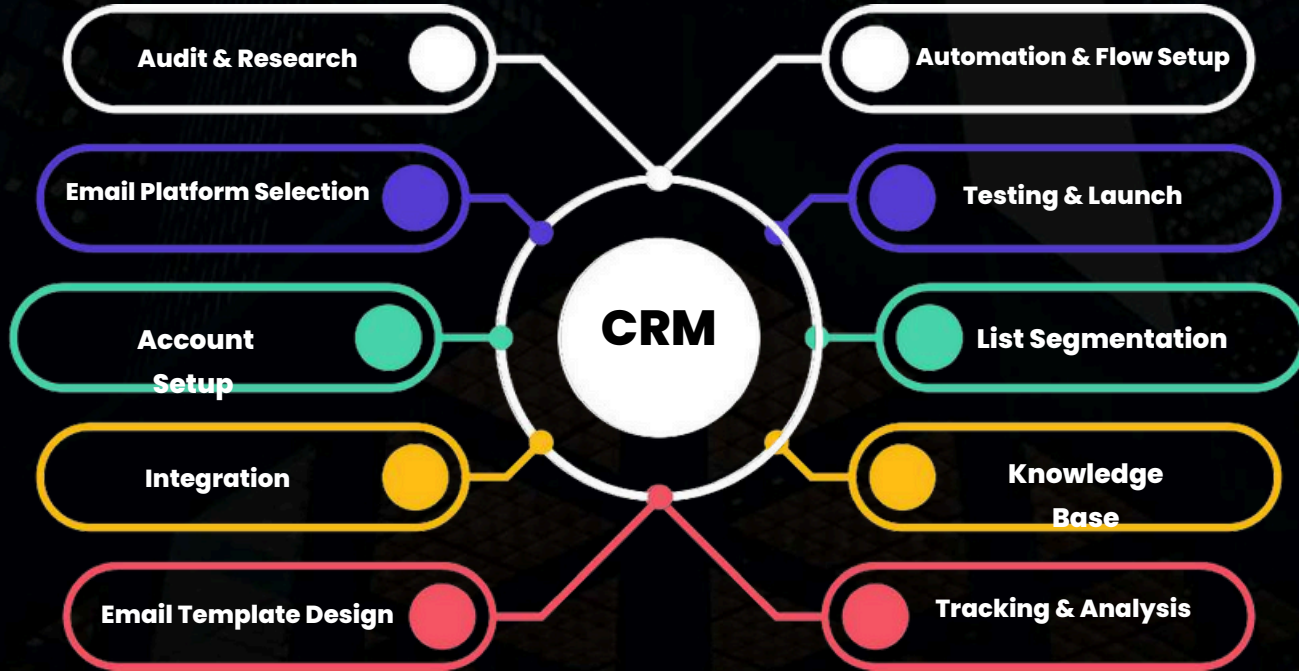 Audit & Research
Automation & Flow Setup
Email Platform Selection
Testing & Launch
Account
Setup
CRM
List Segmentation
Integration
Knowledge
Base
Email Template Design
Tracking & Analysis